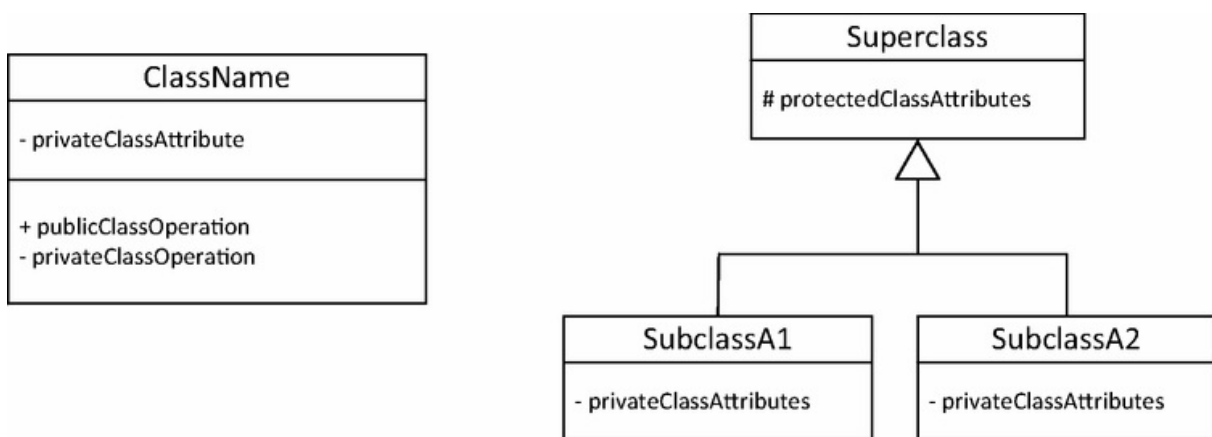 ClassName
- privateClassAttribute
+ publicClassOperation
- privateClassOperation
Superclass
# protectedClassAttributes
SubclassA1
- privateClassAttributes
SubclassA2
- privateClassAttributes